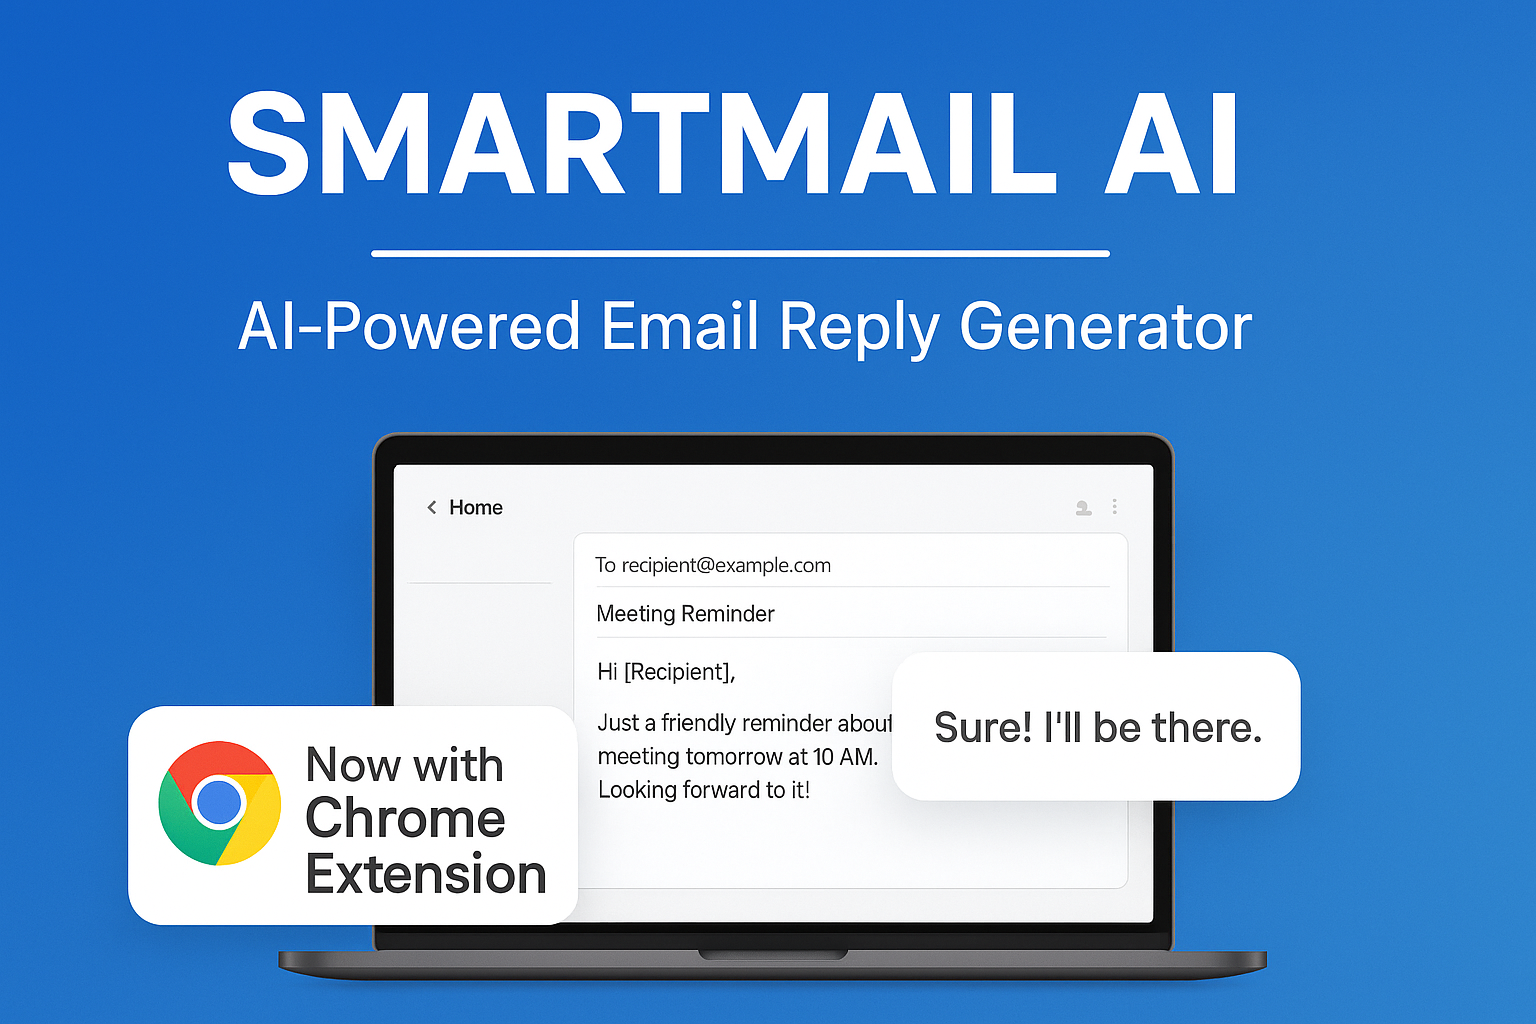 SMARTMAIL AI
AI-Powered Email Reply Generator
Home
To recipient@example.com
Meeting Reminder
Hi [Recipient],
Just a friendly reminder about
meeting tomorrow at 10 AM.
Looking forward to it!
Sure! I'll be there.
Now with
Chrome
Extension